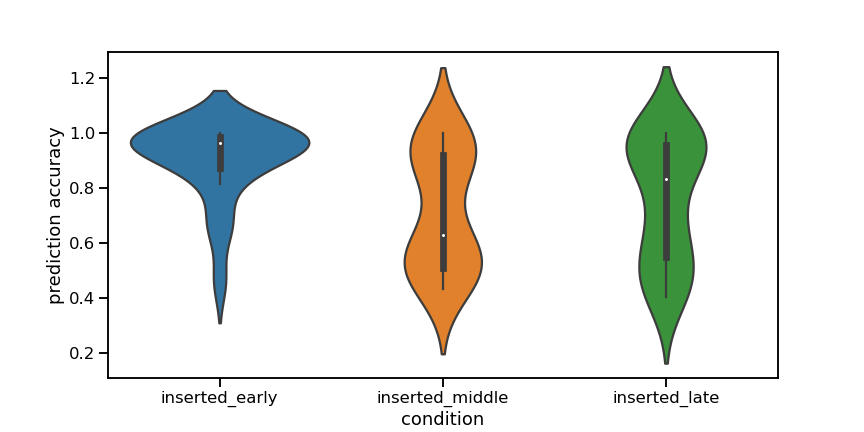 prediction accuracy
1.2
1.0
0.8
0.6
0.4
0.2
inserted_early inserted_middle inserted_late
condition